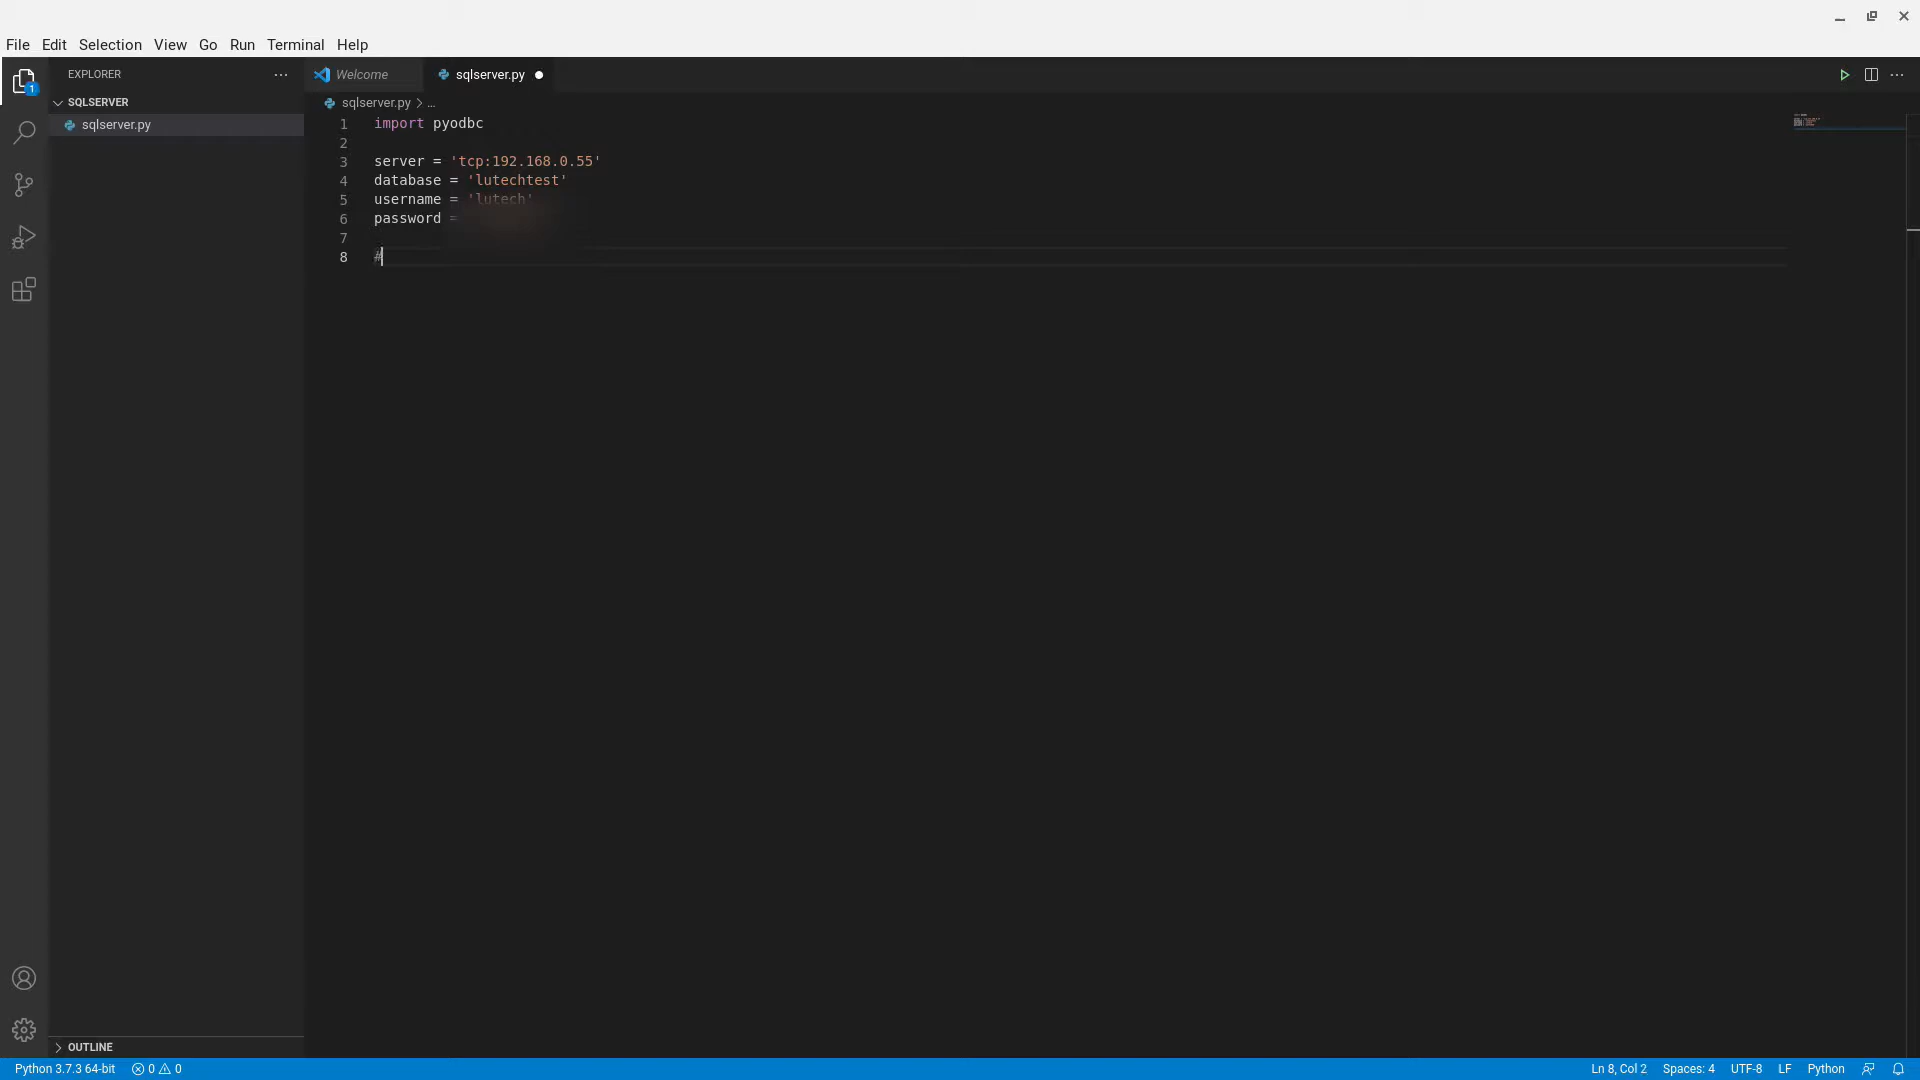 File Edit Selection View Go Run Terminal Help
EXPLORER
Welcome
sqlserver.py
SQLSERVER
sqlserver.py
sqlserver.py > ...
1 import pyodbc
2
3 server = 'tcp:192.168.0.55'
4 database = 'lutechtest'
5 username = 'lutech'
6 password =
7
8 #
1
OUTLINE
Python 3.7.3 64-bit 0 0 Ln 8, Col 2 Spaces: 4 UTF-8 LF Python